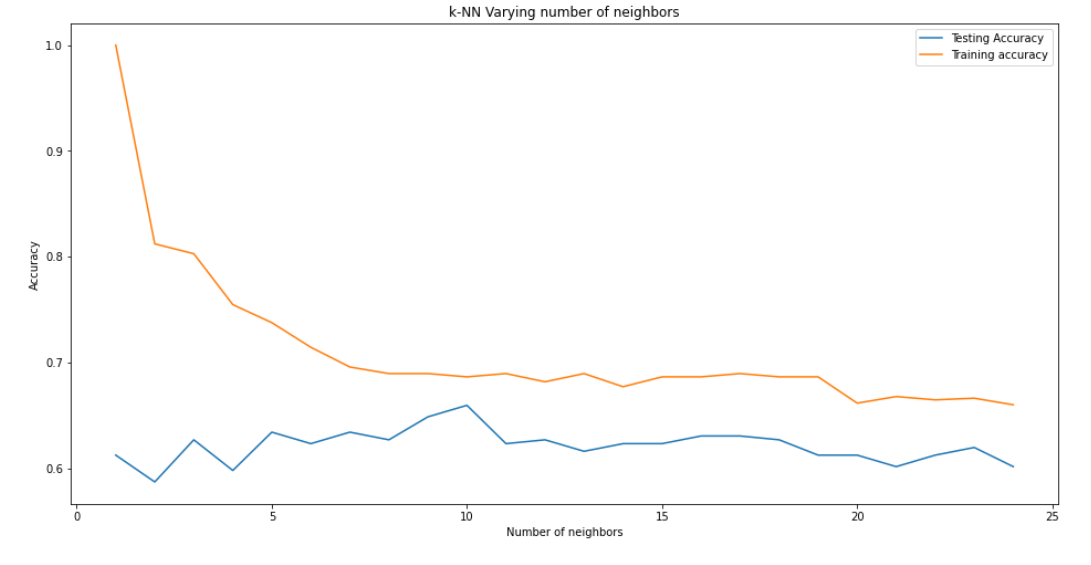 k-NN Varying number of neighbors
Testing Accuracy
Training accuracy
1.0
0.9
0.8
0.7
0.6
Accuracy
0
5
10
15
20
25
Number of neighbors